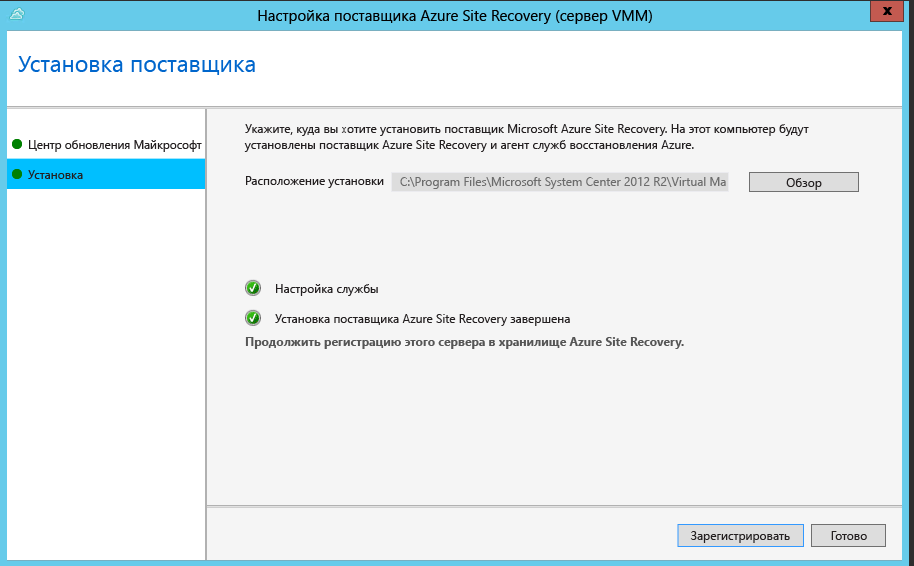 Настройка поставщика Azure Site Recovery (сервер VMM)
x
Установка поставщика
Центр обновления Майкрософт
Установка
Укажите, куда вы хотите установить поставщик Microsoft Azure Site Recovery. На этот компьютер будут
установлены поставщик Azure Site Recovery и агент служб восстановления Azure.
Расположение установки C:\Program Files\Microsoft System Center 2012 R2\Virtual Ma Обзор
Настройка службы
Установка поставщика Azure Site Recovery завершена
Продолжить регистрацию этого сервера в хранилище Azure Site Recovery.
Зарегистрировать Готово